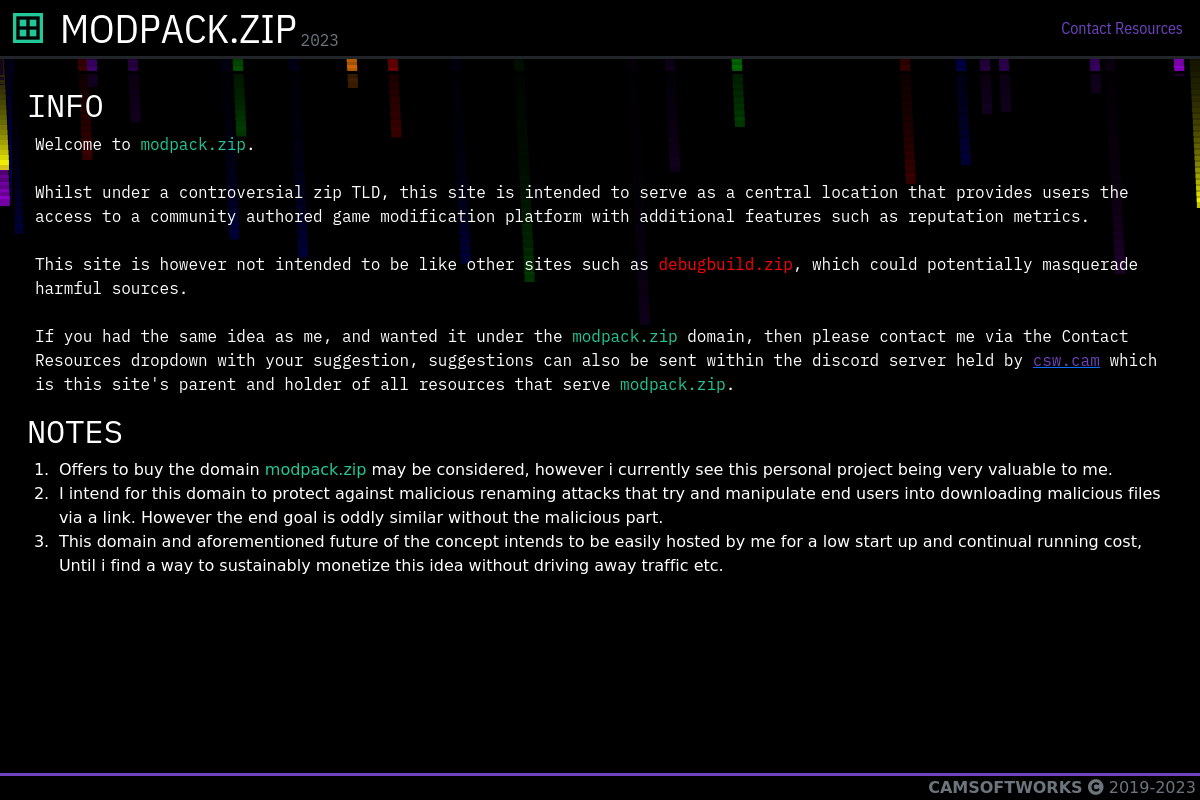 MODPACK.ZIP 2023
Contact Resources
INFO
Welcome to modpack.zip.
Whilst under a controversial zip TLD, this site is intended to serve as a central location that provides users the
access to a community authored game modification platform with additional features such as reputation metrics.
This site is however not intended to be like other sites such as debugbuild.zip, which could potentially masquerade
harmful sources.
If you had the same idea as me, and wanted it under the modpack.zip domain, then please contact me via the Contact
Resources dropdown with your suggestion, suggestions can also be sent within the discord server held by csw.cam which
is this site's parent and holder of all resources that serve modpack.zip.
NOTES
1. Offers to buy the domain modpack.zip may be considered, however i currently see this personal project being very valuable to me.
2. I intend for this domain to protect against malicious renaming attacks that try and manipulate end users into downloading malicious files
via a link. However the end goal is oddly similar without the malicious part.
3. This domain and aforementioned future of the concept intends to be easily hosted by me for a low start up and continual running cost,
Until i find a way to sustainably monetize this idea without driving away traffic etc.
CAMSOFTWORKS © 2019-2023